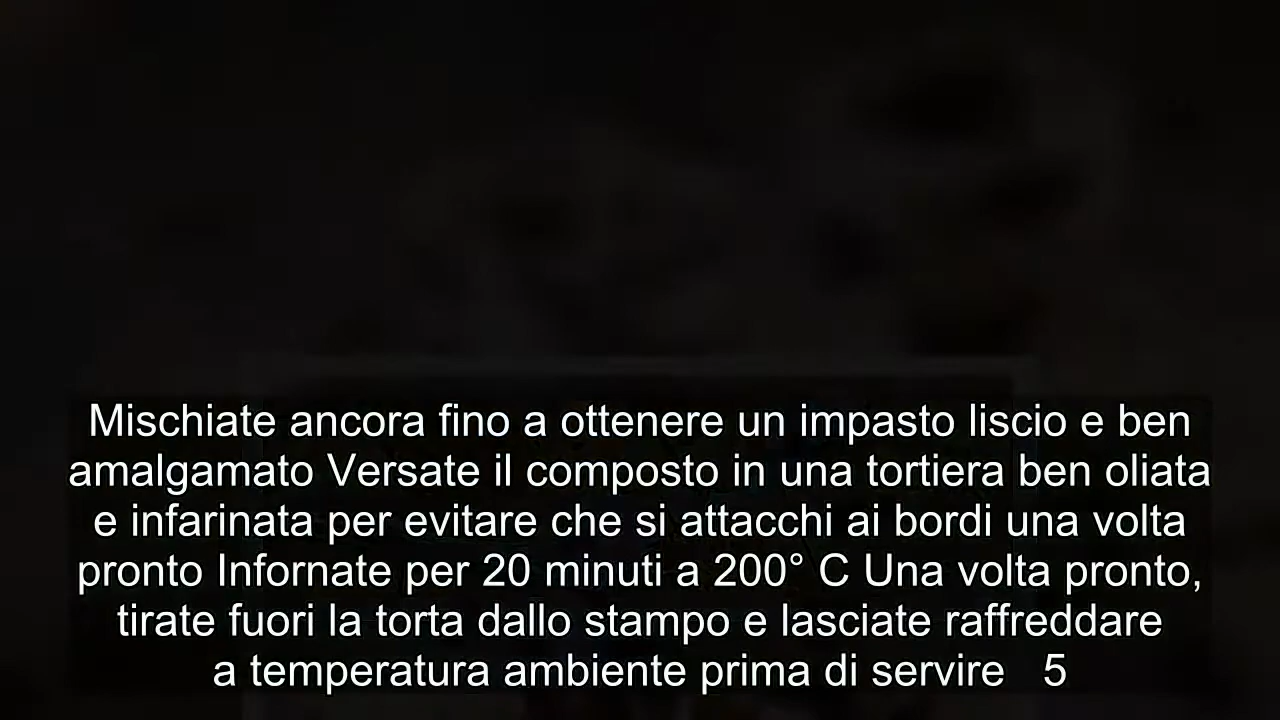 Mischiate ancora fino a ottenere un impasto liscio e ben
amalgamato Versate il composto in una tortiera ben oliata
e infarinata per evitare che si attacchi ai bordi una volta
pronto Infornate per 20 minuti a 200° C Una volta pronto,
tirate fuori la torta dallo stampo e lasciate raffreddare
a temperatura ambiente prima di servire 5